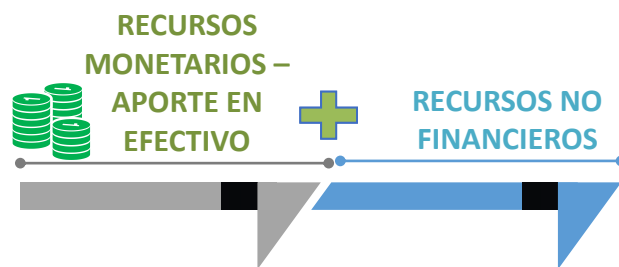 RECURSOS
MONETARIOS –
APORTE EN
EFECTIVO
RECURSOS NO
FINANCIEROS